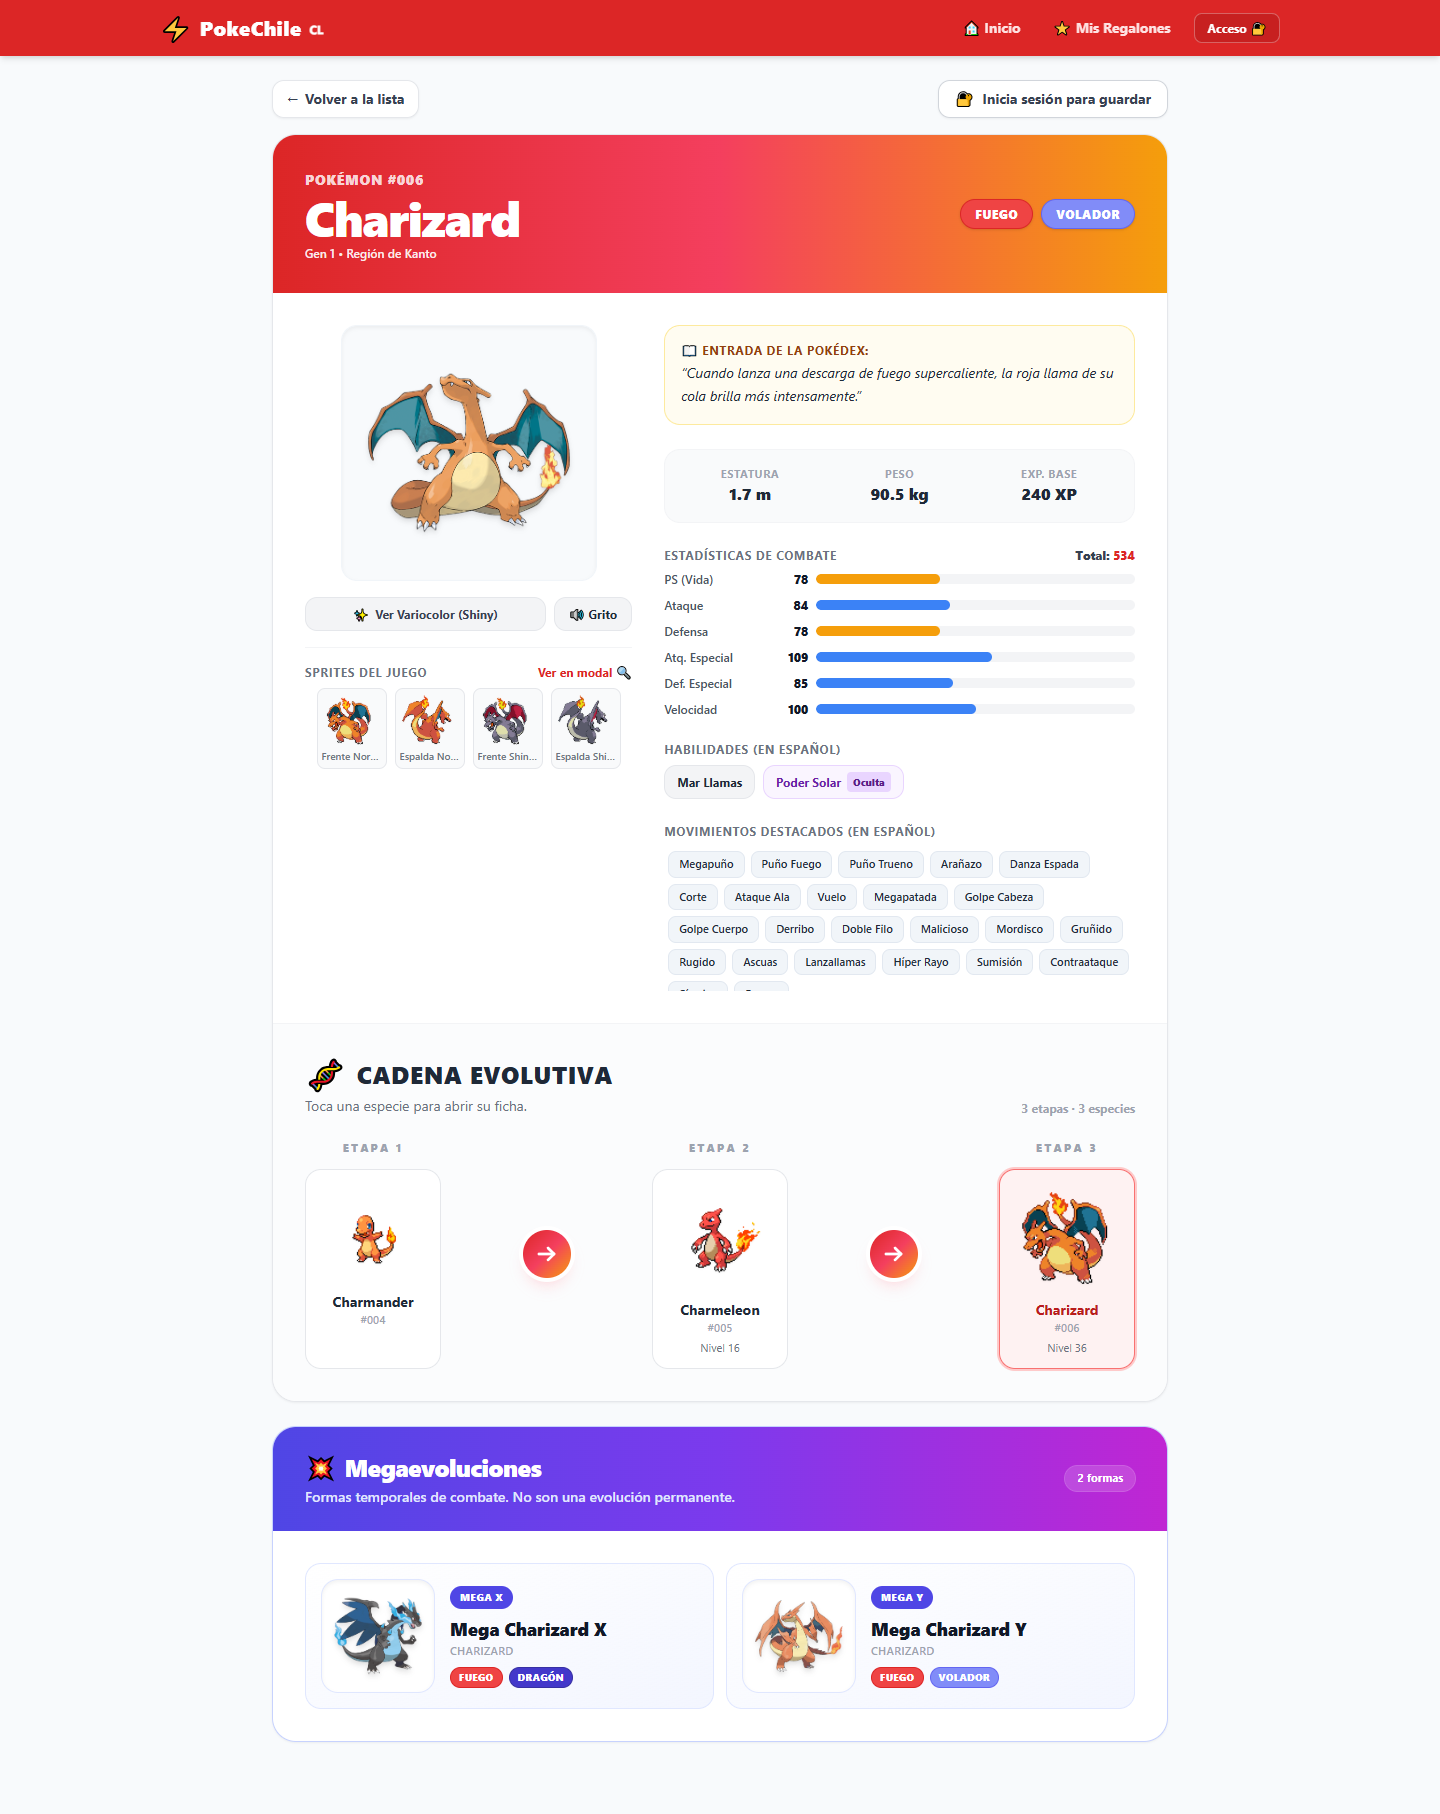 PokeChile CL
Inicio
Mis Regalones
Acceso
← Volver a la lista
Inicia sesión para guardar
POKÉMON #006
Charizard
Gen 1 • Región de Kanto
FUEGO
VOLADOR
ENTRADA DE LA POKÉDEX:
“Cuando lanza una descarga de fuego supercaliente, la roja llama de su
cola brilla más intensamente.”
ESTATURA
1.7 m
PESO
90.5 kg
EXP. BASE
240 XP
Ver Variocolor (Shiny)
Grito
SPRITES DEL JUEGO
Ver en modal
Frente Nor...
Espalda No...
Frente Shin...
Espalda Shi...
ESTADÍSTICAS DE COMBATE
Total: 534
PS (Vida) 78
Ataque 84
Defensa 78
Atq. Especial 109
Def. Especial 85
Velocidad 100
HABILIDADES (EN ESPAÑOL)
Mar Llamas
Poder Solar Oculta
MOVIMIENTOS DESTACADOS (EN ESPAÑOL)
Megapuño Puño Fuego Puño Trueno Arañazo Danza Espada
Corte Ataque Ala Vuelo Megapatada Golpe Cabeza
Golpe Cuerpo Derribo Doble Filo Malicioso Mordisco Gruñido
Rugido Ascuas Lanzallamas Híper Rayo Sumisión Contraataque
CADENA EVOLUTIVA
Toca una especie para abrir su ficha.
3 etapas · 3 especies
ETAPA 1
Charmander
#004
ETAPA 2
Charmeleon
#005
Nivel 16
ETAPA 3
Charizard
#006
Nivel 36
Megaevoluciones
Formas temporales de combate. No son una evolución permanente.
2 formas
MEGA X
Mega Charizard X
CHARIZARD
FUEGO DRAGÓN
MEGA Y
Mega Charizard Y
CHARIZARD
FUEGO VOLADOR